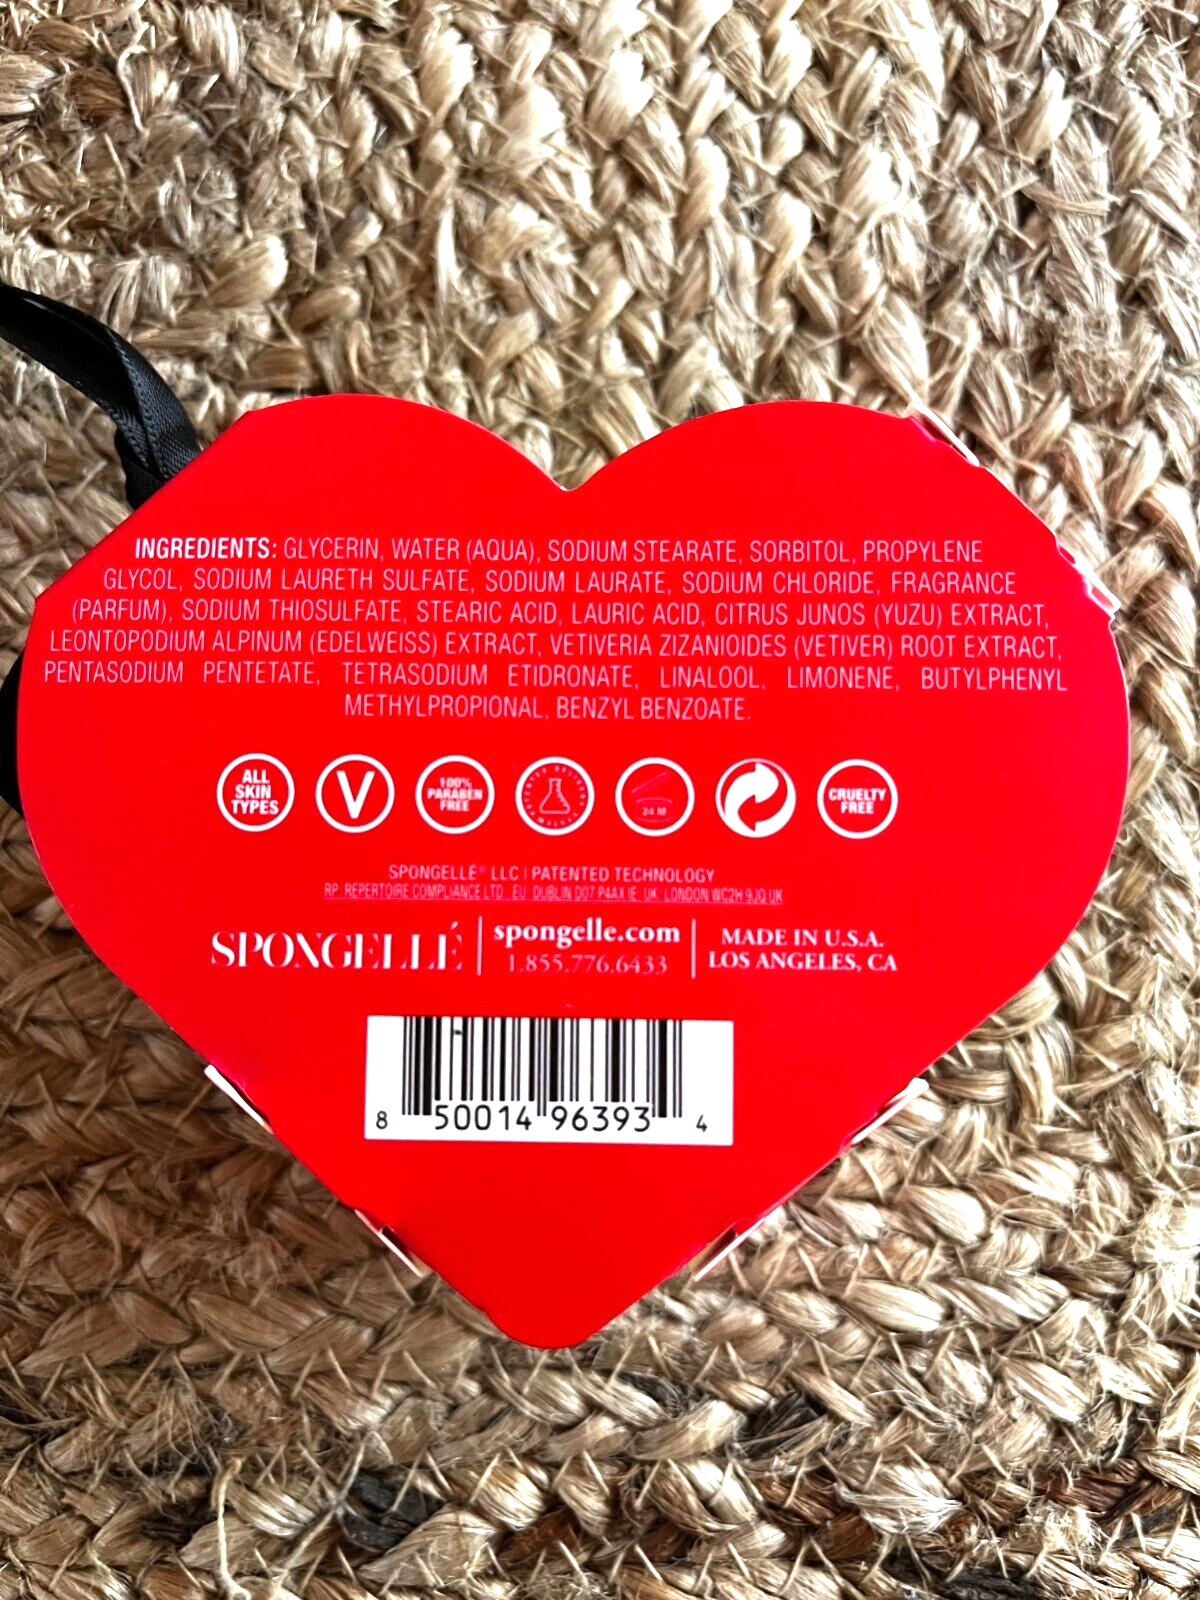 INGREDIENTS: GLYCERIN, WATER (AQUA), SODIUM STEARATE, SORBITOL, PROPYLENE
GLYCOL, SODIUM LAURETH SULFATE, SODIUM LAURATE, SODIUM CHLORIDE, FRAGRANCE
(PARFUM), SODIUM THIOSULFATE, STEARIC ACID, LAURIC ACID, CITRUS JUNOS (YUZU) EXTRACT,
LEONTOPODIUM ALPINUM (EDELWEISS) EXTRACT, VETIVERIA ZIZANIOIDES (VETIVER) ROOT EXTRACT,
PENTASODIUM PENTETATE, TETRASODIUM ETIDRONATE, LINALOOL, LIMONENE, BUTYLPHENYL
METHYLPROPIONAL, BENZYL BENZOATE.
ALL
SKIN
TYPES
V
100%
PARABEN
FREE
PATENTED DELIVERY
24 M
CRUELTY
FREE
SPONGELLÉ® LLC | PATENTED TECHNOLOGY
RP: REPERTOIRE COMPLIANCE LTD., EU: DUBLIN D07 P4AX IE, UK: LONDON WC2H 9JQ UK
SPONGELLÉ
spongelle.com
1.855.776.6433
MADE IN U.S.A.
LOS ANGELES, CA
8 50014 96393 4